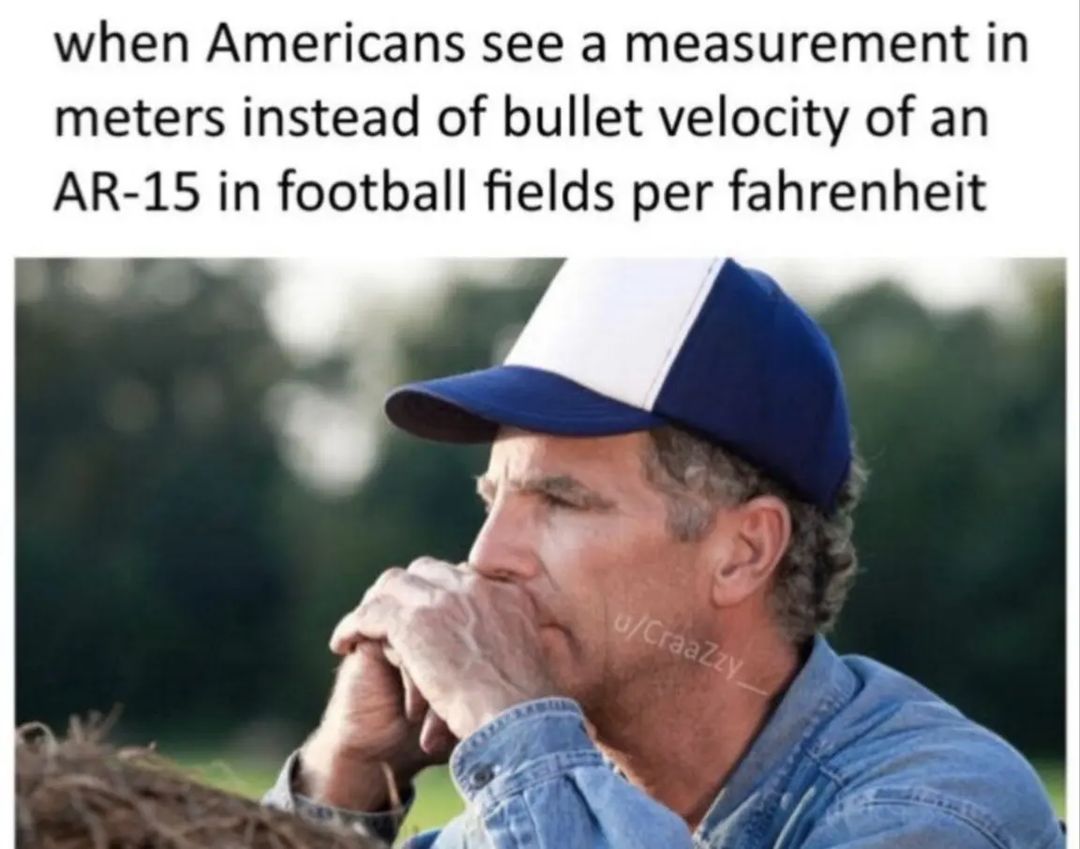 when Americans see a measurement in
meters instead of bullet velocity of an
AR-15 in football fields per fahrenheit
u/CraaZzy__